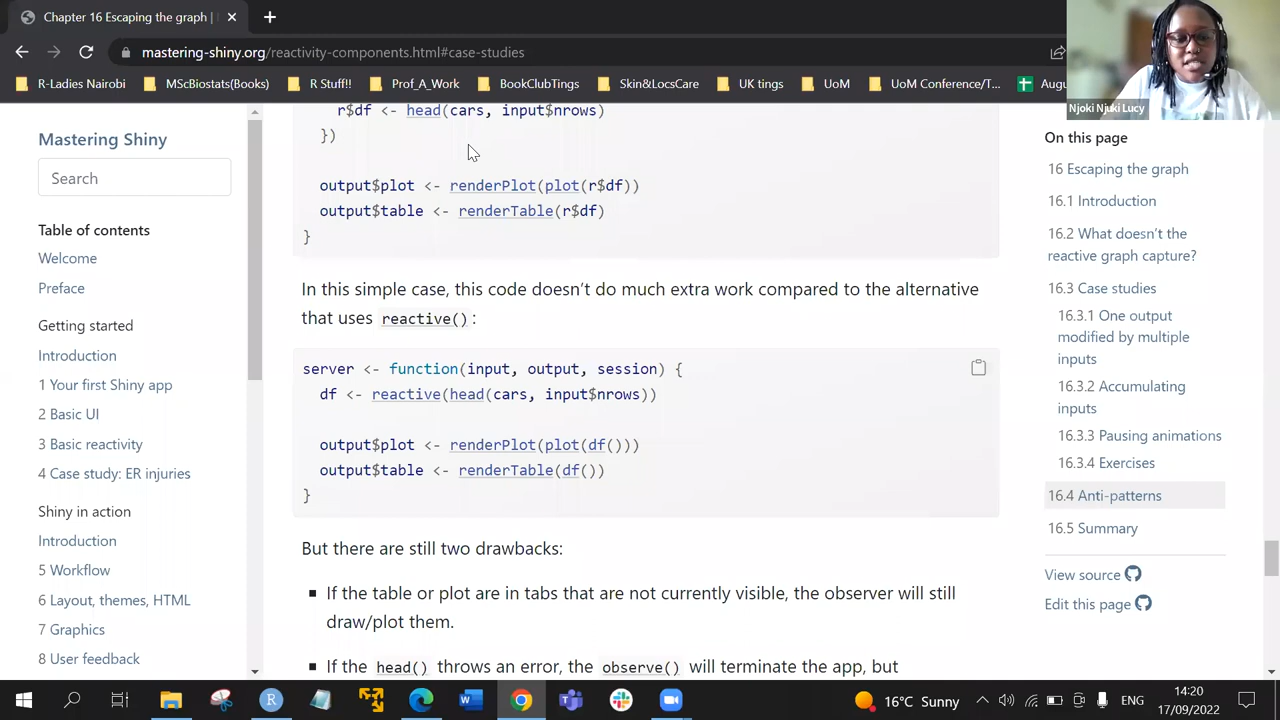 Chapter 16 Escaping the graph |
mastering-shiny.org/reactivity-components.html#case-studies
R-Ladies Nairobi
MScBiostats(Books)
R Stuff!!
Prof_A_Work
BookClubTings
Skin&LocsCare
UK tings
UoM
UoM Conference/T...
Augu
Njoki Njuki Lucy
Mastering Shiny
Search
Table of contents
Welcome
Preface
Getting started
Introduction
1 Your first Shiny app
2 Basic UI
3 Basic reactivity
4 Case study: ER injuries
Shiny in action
Introduction
5 Workflow
6 Layout, themes, HTML
7 Graphics
8 User feedback
r$df <- head(cars, input$nrows)
})
output$plot <- renderPlot(plot(r$df))
output$table <- renderTable(r$df)
}
In this simple case, this code doesn't do much extra work compared to the alternative
that uses reactive():
server <- function(input, output, session) {
df <- reactive(head(cars, input$nrows))
output$plot <- renderPlot(plot(df()))
output$table <- renderTable(df())
}
But there are still two drawbacks:
If the table or plot are in tabs that are not currently visible, the observer will still
draw/plot them.
If the head() throws an error, the observe() will terminate the app, but
On this page
16 Escaping the graph
16.1 Introduction
16.2 What doesn't the
reactive graph capture?
16.3 Case studies
16.3.1 One output
modified by multiple
inputs
16.3.2 Accumulating
inputs
16.3.3 Pausing animations
16.3.4 Exercises
16.4 Anti-patterns
16.5 Summary
View source
Edit this page
16°C Sunny
ENG
14:20
17/09/2022